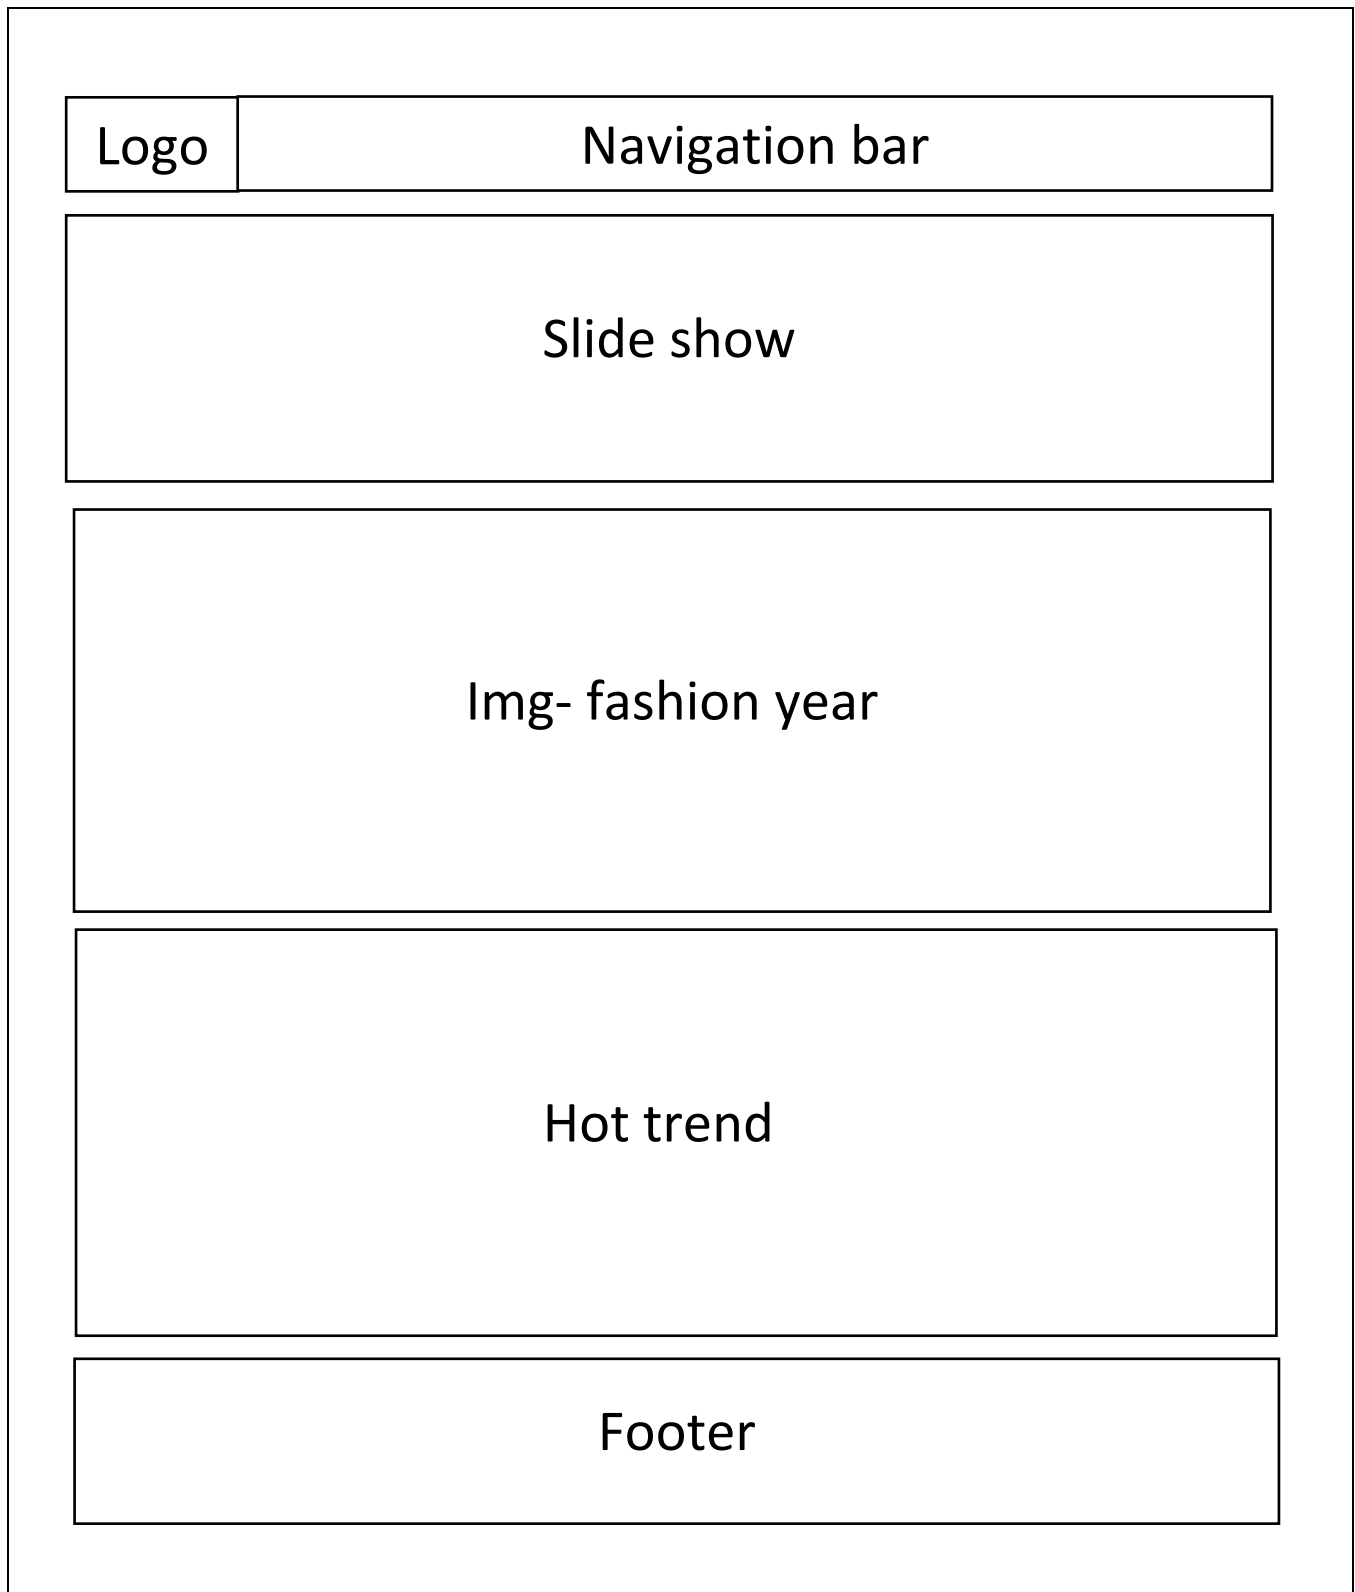 Logo
Navigation bar
Slide show
Img- fashion year
Hot trend
Footer